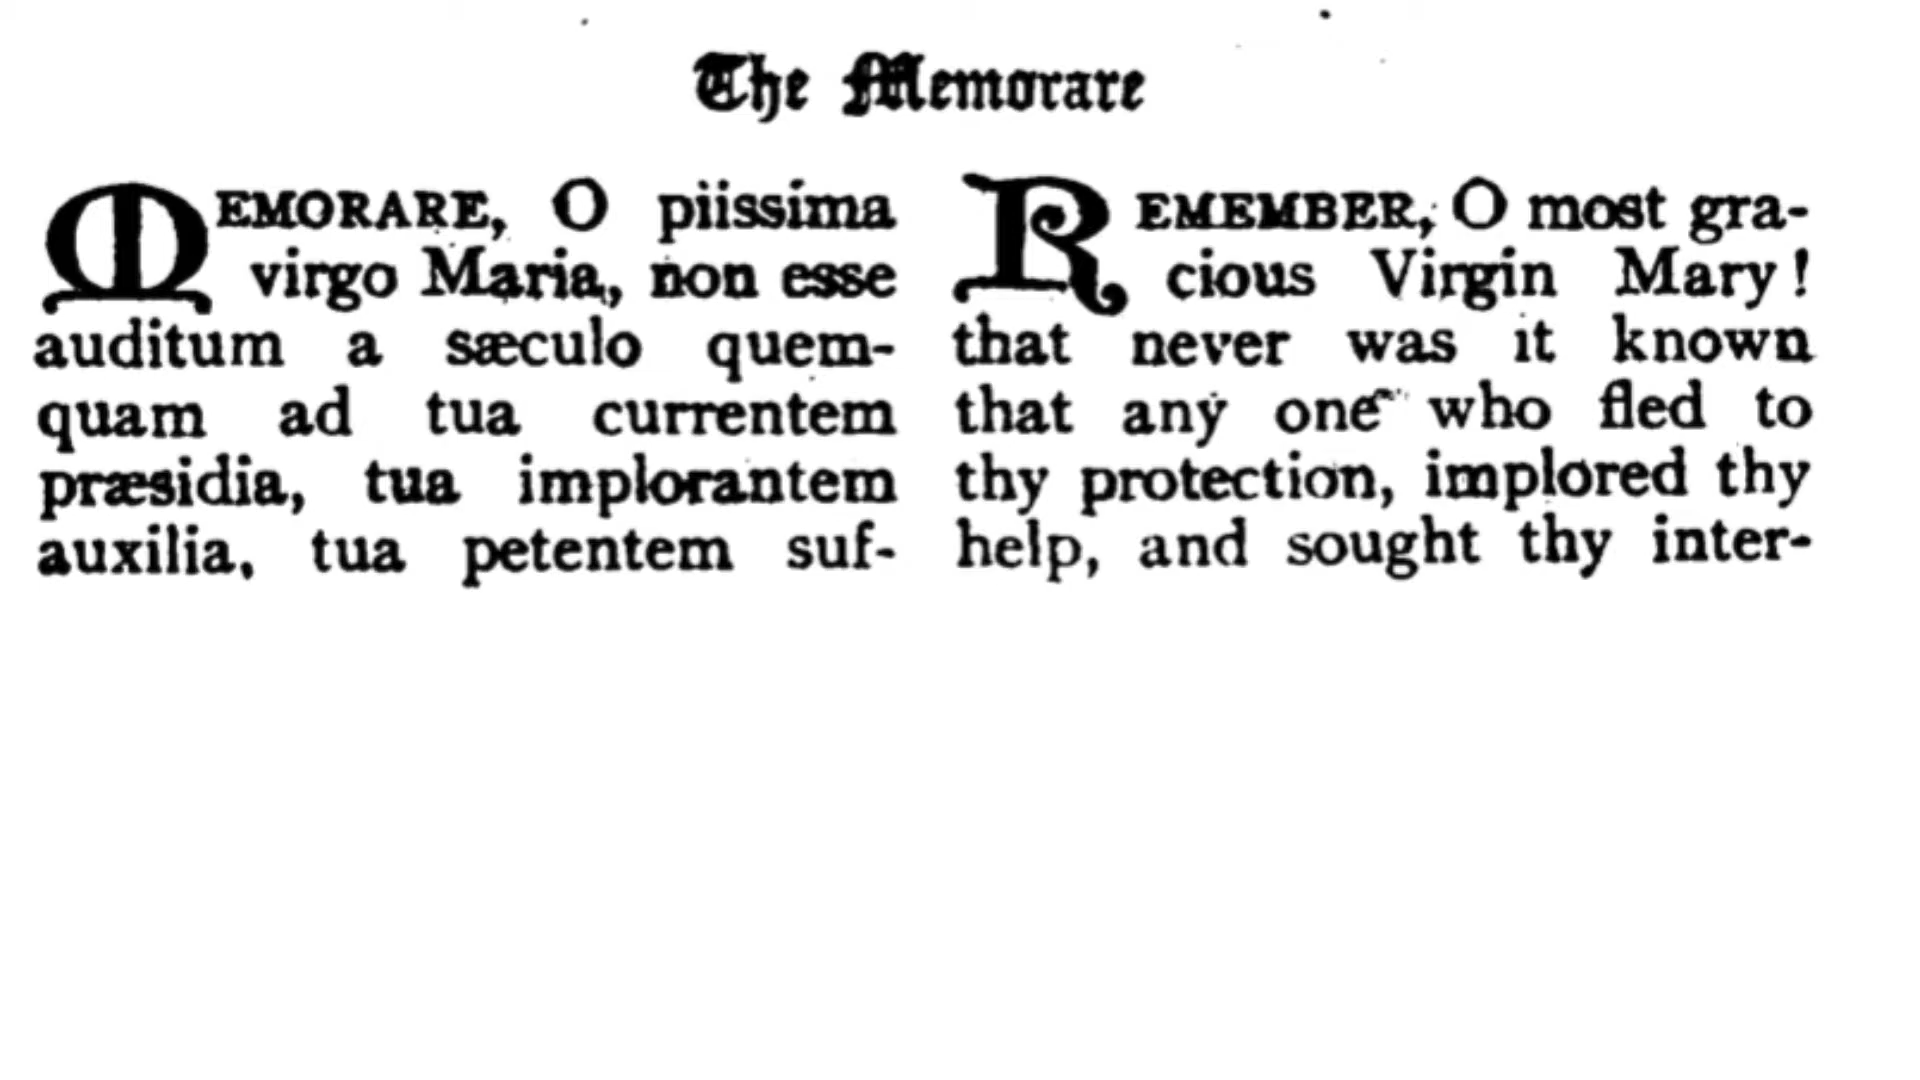 The Memorare
MEMORARE, O piissima
virgo Maria, non esse
auditum a sæculo quem-
quam ad tua currentem
præsidia, tua implorantem
auxilia, tua petentem suf-
REMEMBER, O most gra-
cious Virgin Mary!
that never was it known
that any one who fled to
thy protection, implored thy
help, and sought thy inter-